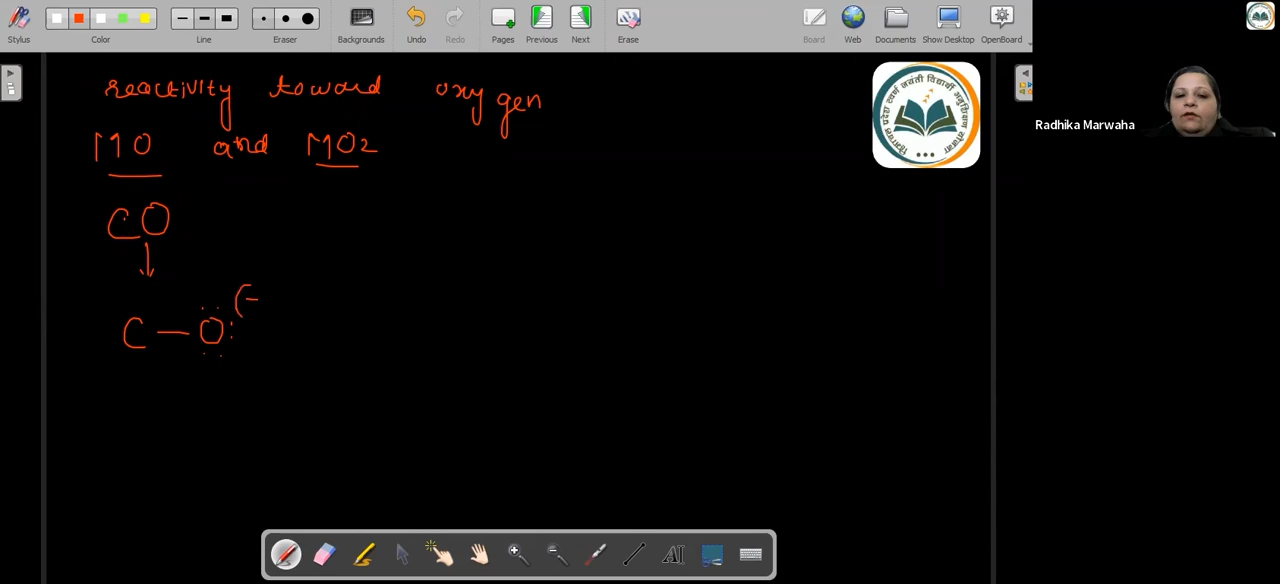 Stylus Color Line Eraser Backgrounds Undo Redo Pages Previous Next Erase Board Web Documents Show Desktop OpenBoard
reactivity toward oxygen
MO and MO2
CO
↓
C — O (-
Radhika Marwaha
AI